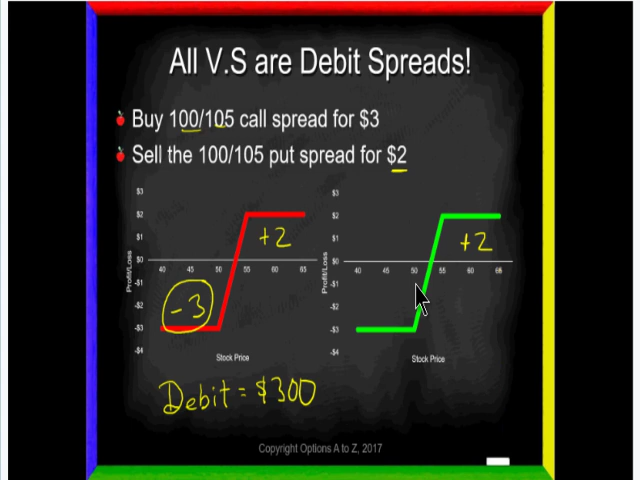 All V.S are Debit Spreads!
Buy 100/105 call spread for $3
Sell the 100/105 put spread for $2
$3
$2
$1
$0
-$1
-$2
-$3
-$4
Profit/Loss
40 45 50 55 60 65
Stock Price
+2
-3
$3
$2
$1
$0
-$1
-$2
-$3
-$4
Profit/Loss
40 45 50 55 60 65
Stock Price
+2
Debit = $300
Copyright Options A to Z, 2017